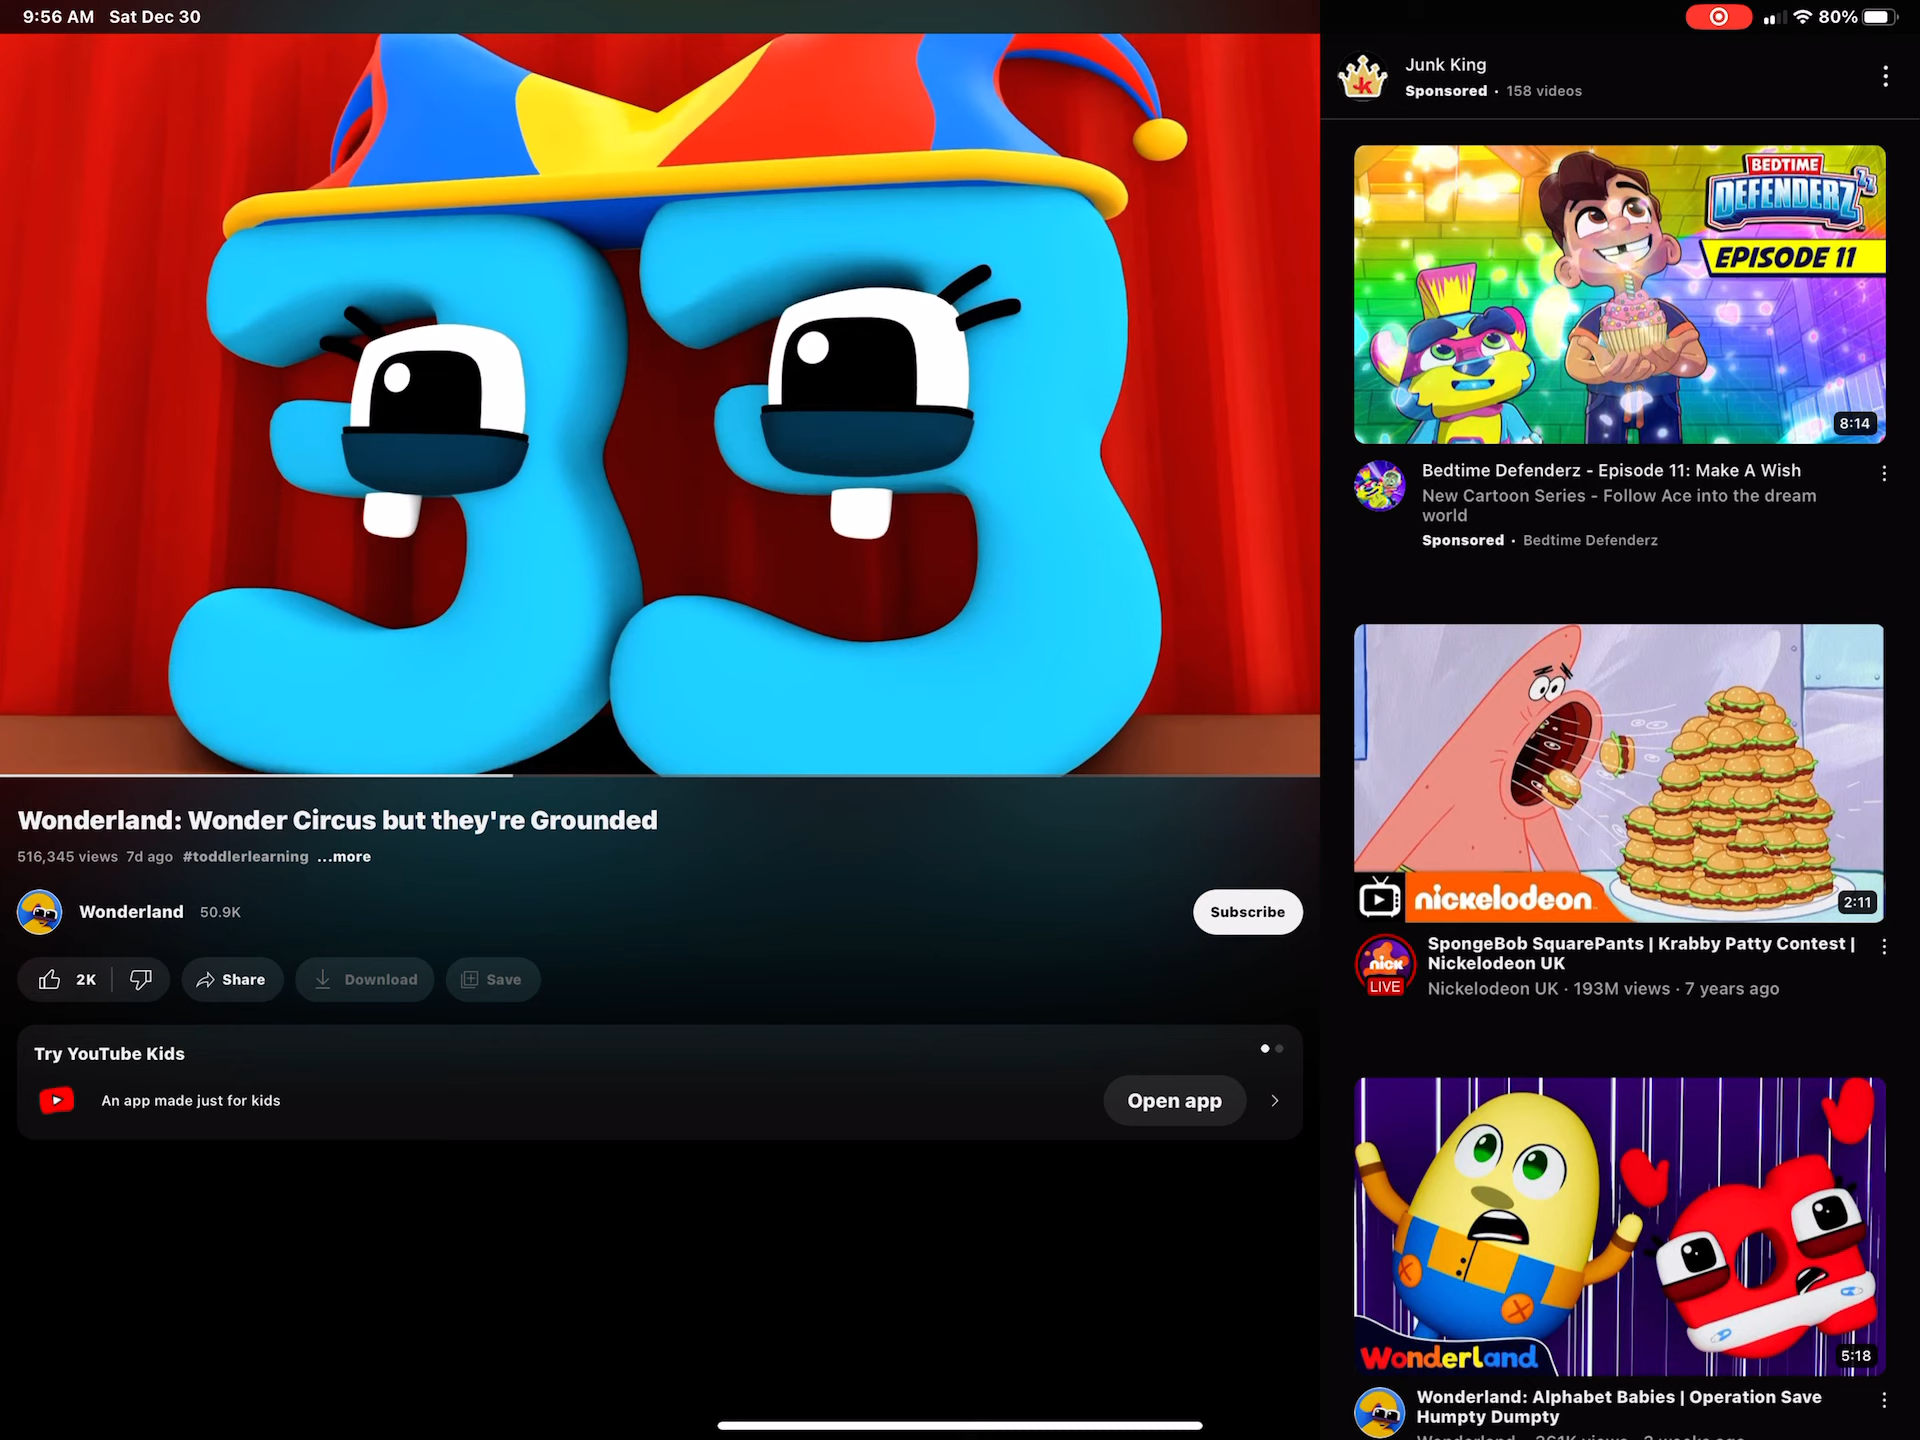 9:56 AM Sat Dec 30
80%
Wonderland: Wonder Circus but they're Grounded
516,345 views 7d ago #toddlerlearning ...more
Wonderland 50.9K
Subscribe
2K
Share
Download
Save
Try YouTube Kids
An app made just for kids
Open app
Junk King
Sponsored · 158 videos
BEDTIME
DEFENDERZ
EPISODE 11
8:14
Bedtime Defenderz - Episode 11: Make A Wish
New Cartoon Series - Follow Ace into the dream
world
Sponsored · Bedtime Defenderz
nickelodeon
2:11
nick
LIVE
SpongeBob SquarePants | Krabby Patty Contest |
Nickelodeon UK
Nickelodeon UK · 193M views · 7 years ago
Wonderland
5:18
Wonderland: Alphabet Babies | Operation Save
Humpty Dumpty